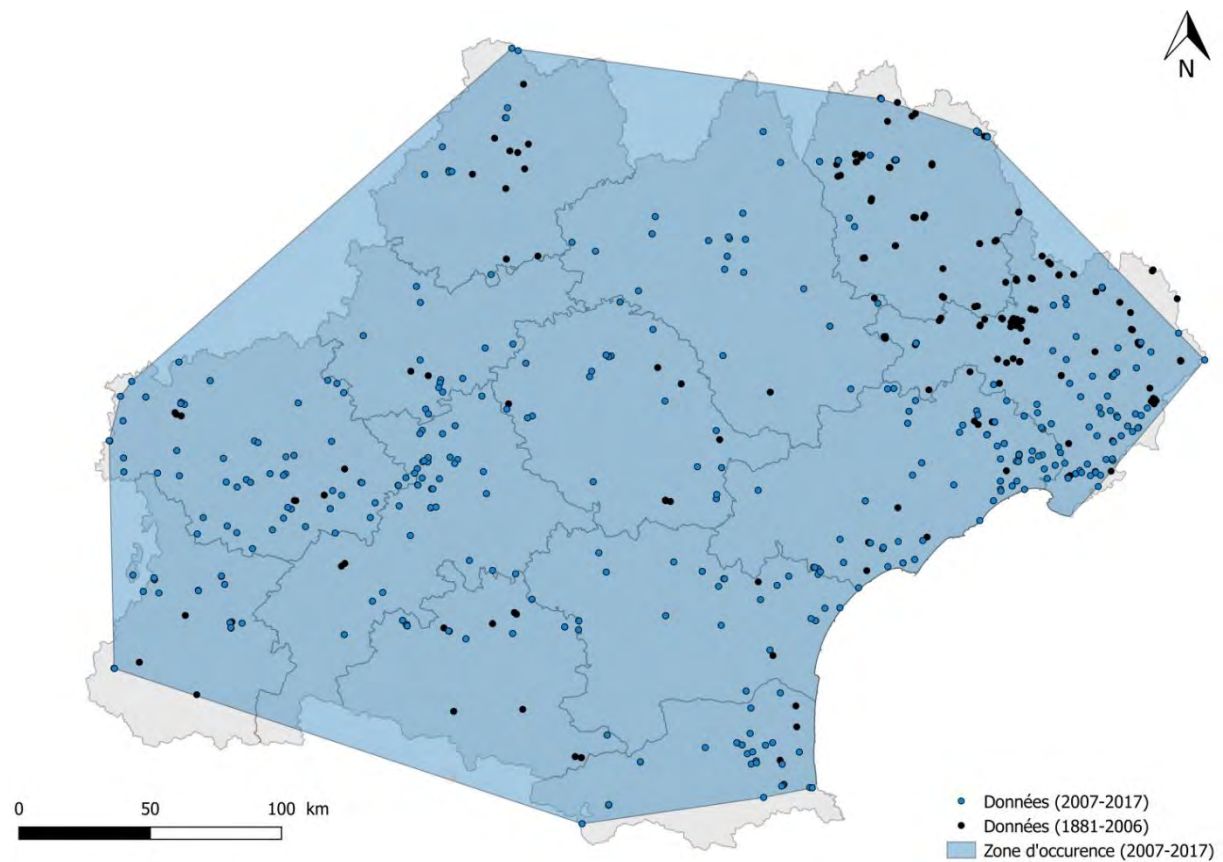 N
0 50 100 km
Données (2007-2017)
Données (1881-2006)
Zone d'occurence (2007-2017)